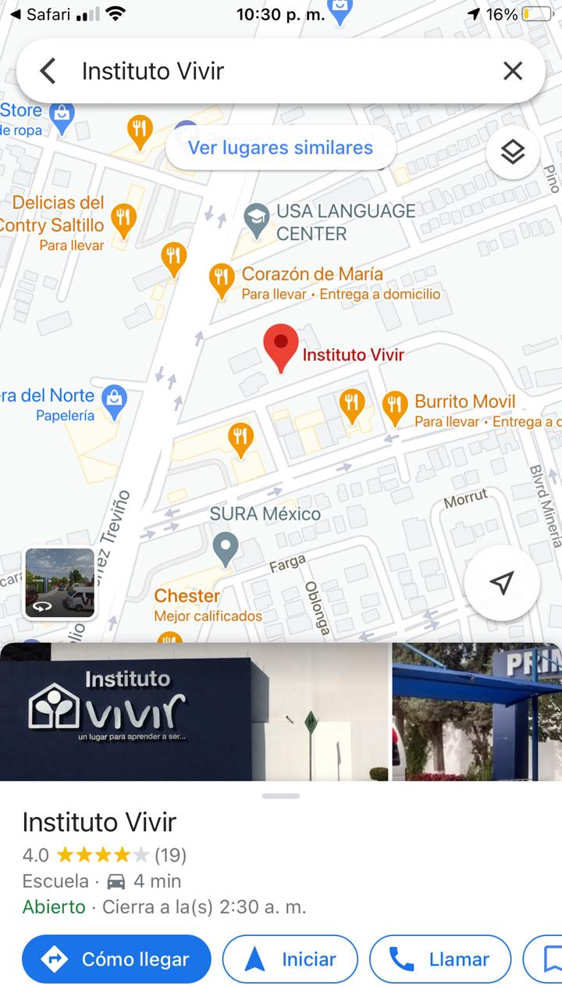 Safari
10:30 p. m.
16%
Instituto Vivir
Store
de ropa
Ver lugares similares
Pino
Delicias del
Contry Saltillo
Para llevar
USA LANGUAGE
CENTER
Corazón de María
Para llevar · Entrega a domicilio
Instituto Vivir
ra del Norte
Papelería
Burrito Movil
Para llevar · Entrega a d
Blvrd Minería
Morrut
SURA México
ez Treviño
Farga
Oblonga
Chester
Mejor calificados
lio
Instituto
vivir
un lugar para aprender a ser...
PRIM
Instituto Vivir
4.0 (19)
Escuela · 4 min
Abierto · Cierra a la(s) 2:30 a. m.
Cómo llegar
Iniciar
Llamar